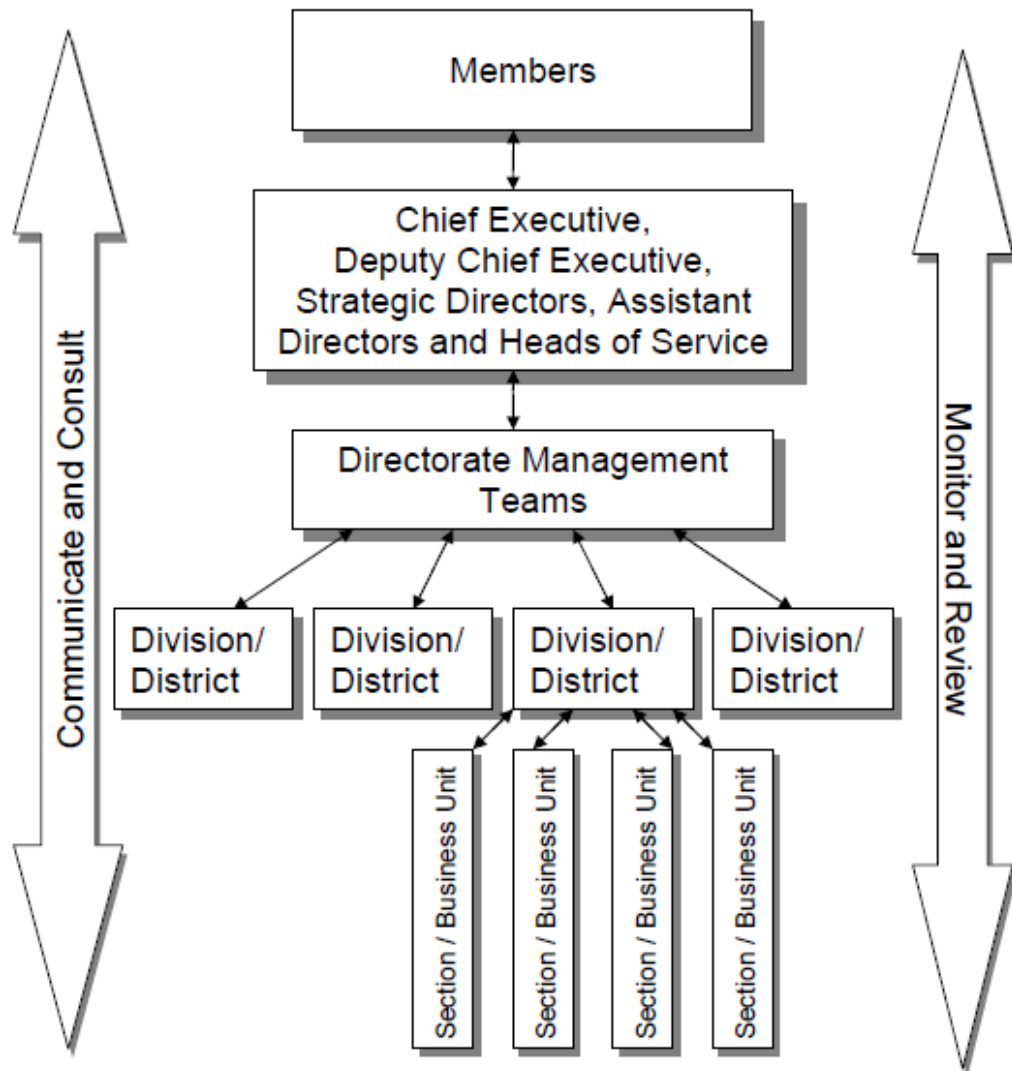 Members
Chief Executive,
Deputy Chief Executive,
Strategic Directors, Assistant
Directors and Heads of Service
Directorate Management
Teams
Division/
District
Division/
District
Division/
District
Division/
District
Section / Business Unit
Section / Business Unit
Section / Business Unit
Section / Business Unit
Communicate and Consult
Monitor and Review